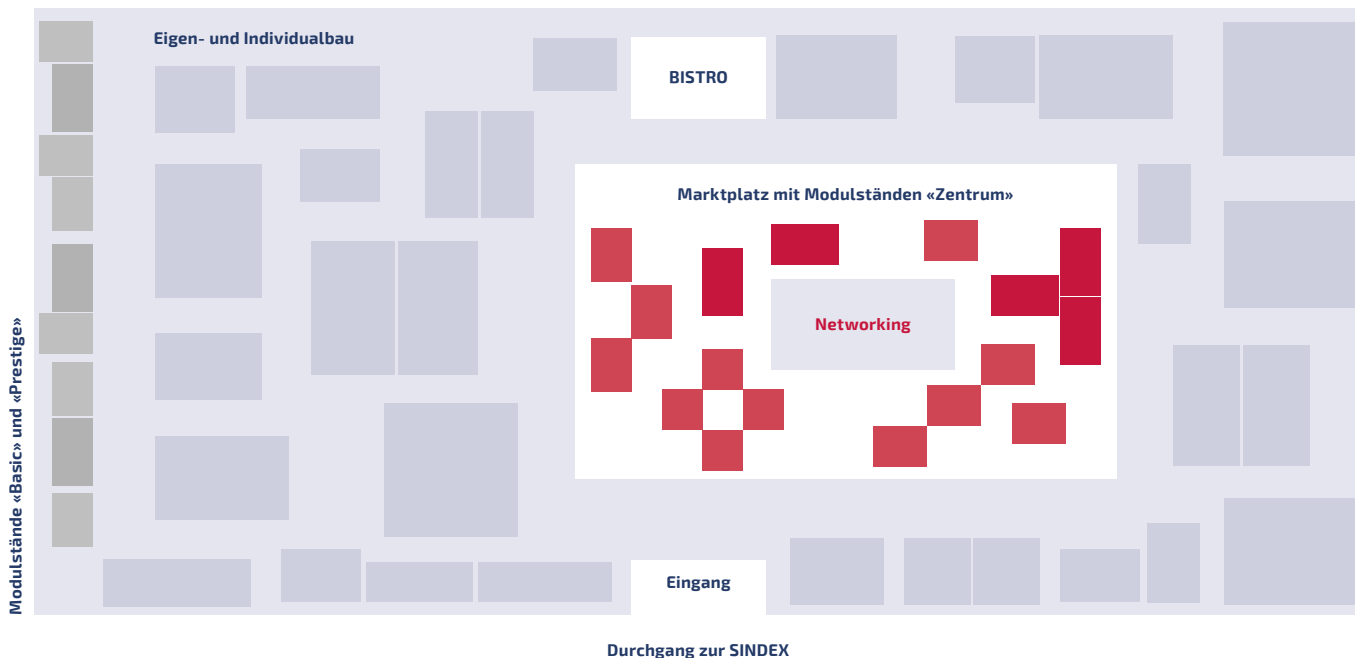 Eigen- und Individualbau
BISTRO
Marktplatz mit Modulständen «Zentrum»
Networking
Modulstände «Basic» und «Prestige»
Eingang
Durchgang zur SINDEX